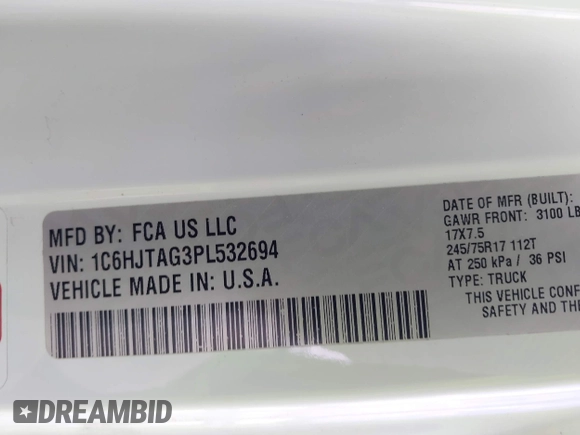 MFD BY: FCA US LLC
VIN: 1C6HJTAG3PL532694
VEHICLE MADE IN: U.S.A.
DATE OF MFR (BUILT):
GAWR FRONT: 3100 LB
17X7.5
245/75R17 112T
AT 250 kPa / 36 PSI
TYPE: TRUCK
THIS VEHICLE CONF
SAFETY AND THE
DREAMBID